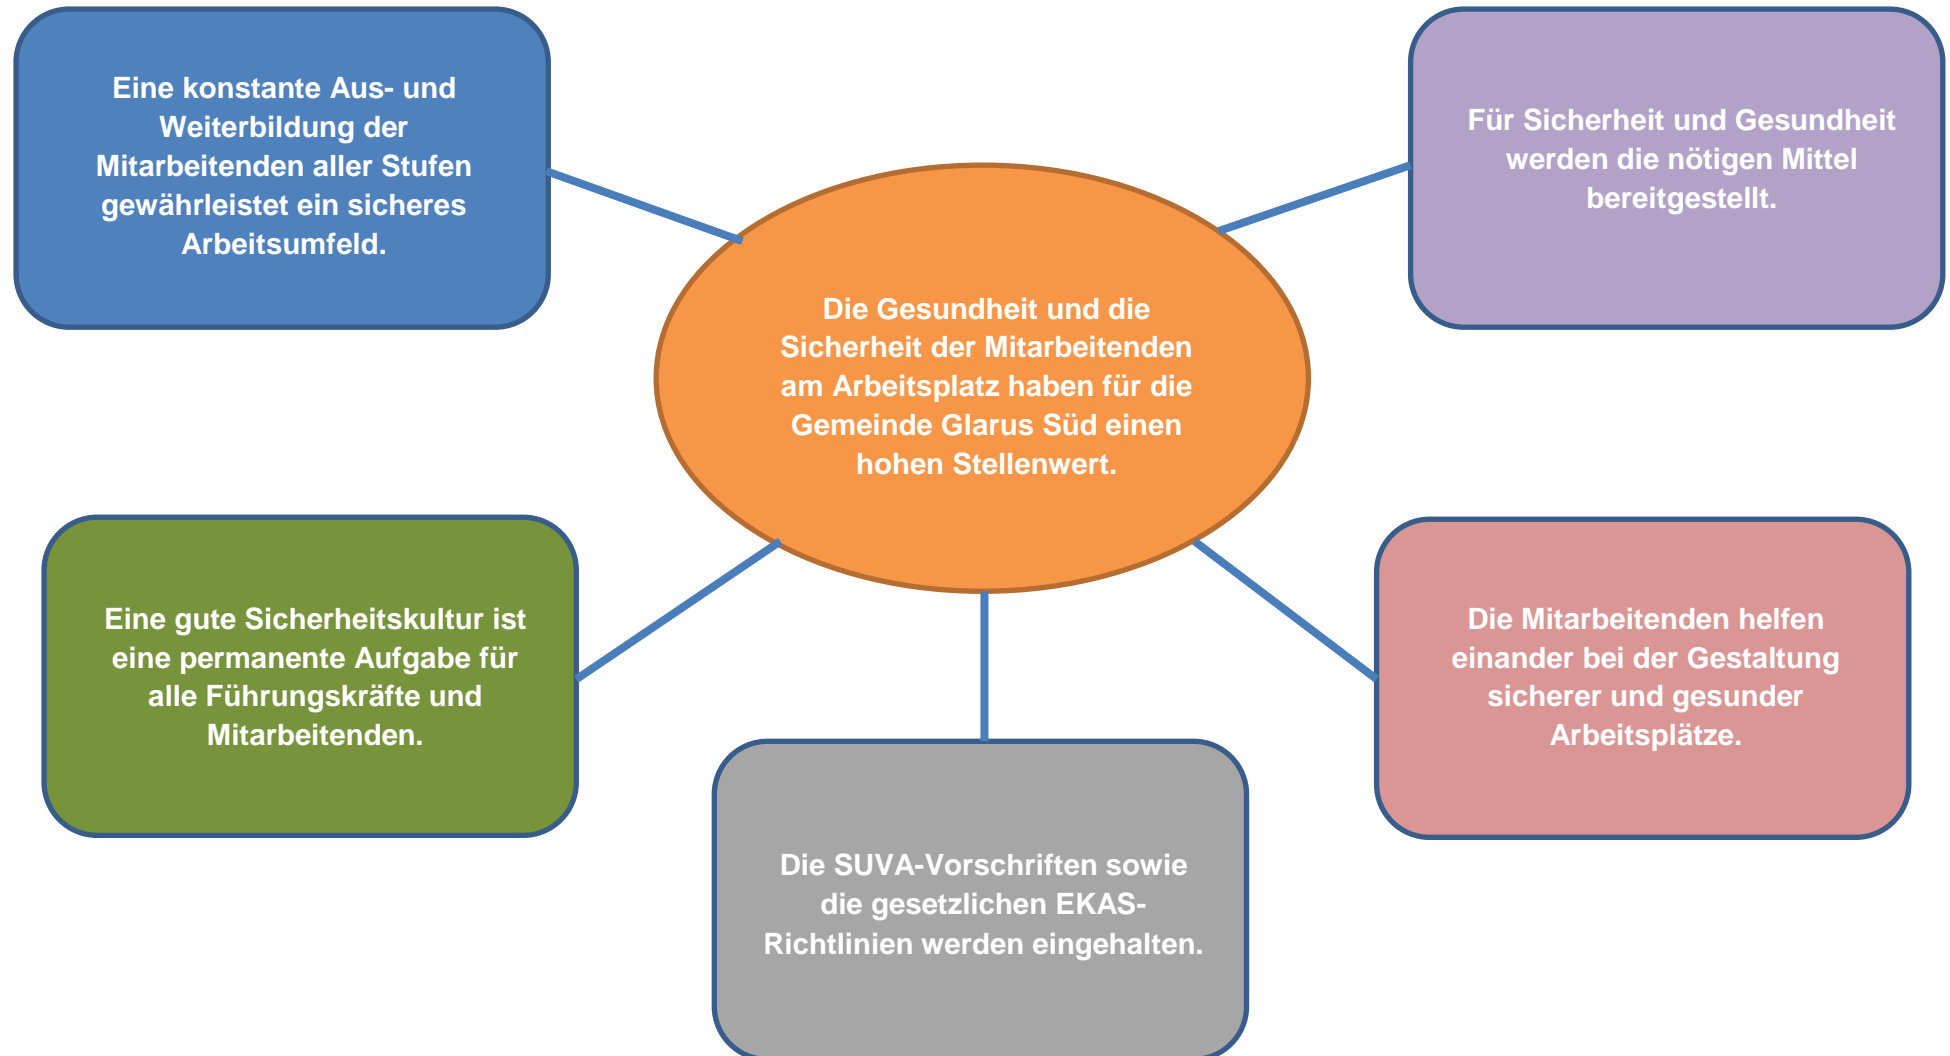 Eine konstante Aus- und
Weiterbildung der
Mitarbeitenden aller Stufen
gewährleistet ein sicheres
Arbeitsumfeld.
Für Sicherheit und Gesundheit
werden die nötigen Mittel
bereitgestellt.
Die Gesundheit und die
Sicherheit der Mitarbeitenden
am Arbeitsplatz haben für die
Gemeinde Glarus Süd einen
hohen Stellenwert.
Eine gute Sicherheitskultur ist
eine permanente Aufgabe für
alle Führungskräfte und
Mitarbeitenden.
Die Mitarbeitenden helfen
einander bei der Gestaltung
sicherer und gesunder
Arbeitsplätze.
Die SUVA-Vorschriften sowie
die gesetzlichen EKAS-
Richtlinien werden eingehalten.